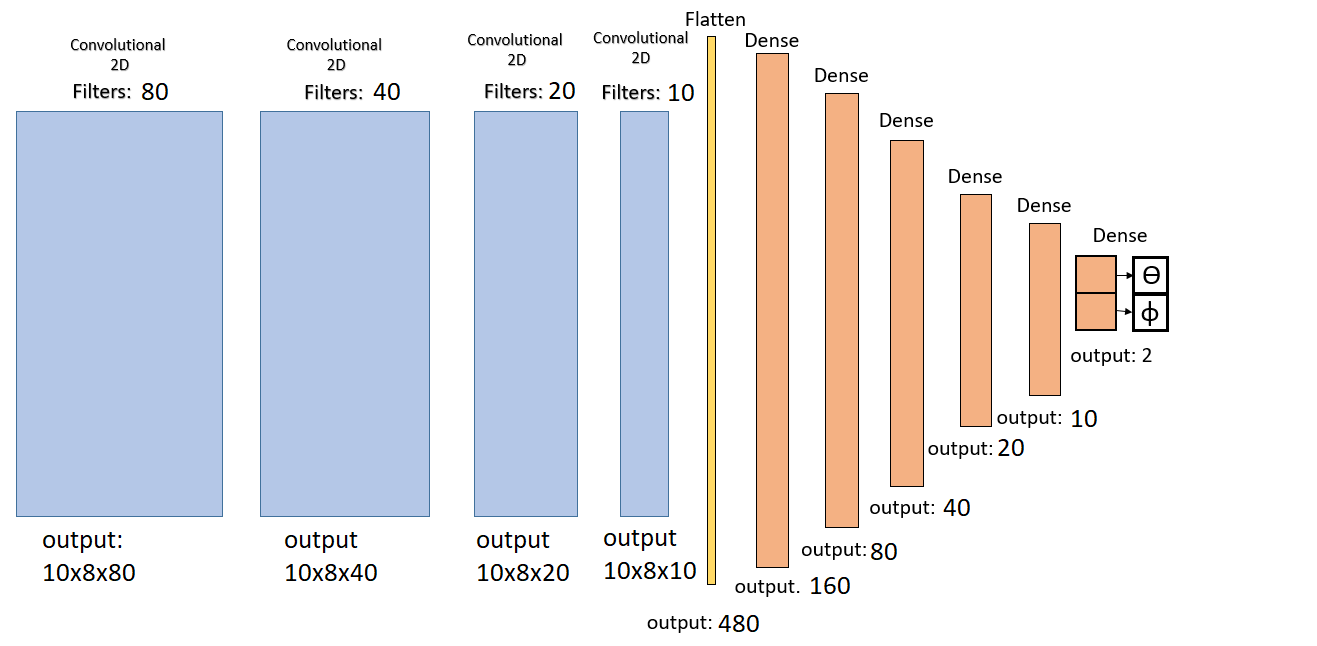 Convolutional
2D
Filters: 80
output:
10x8x80
Convolutional
2D
Filters: 40
output
10x8x40
Convolutional
2D
Filters: 20
output
10x8x20
Convolutional
2D
Filters: 10
output
10x8x10
Flatten
output: 480
Dense
output. 160
Dense
output: 80
Dense
output: 40
Dense
output: 20
Dense
output: 10
Dense
Θ
ϕ
output: 2